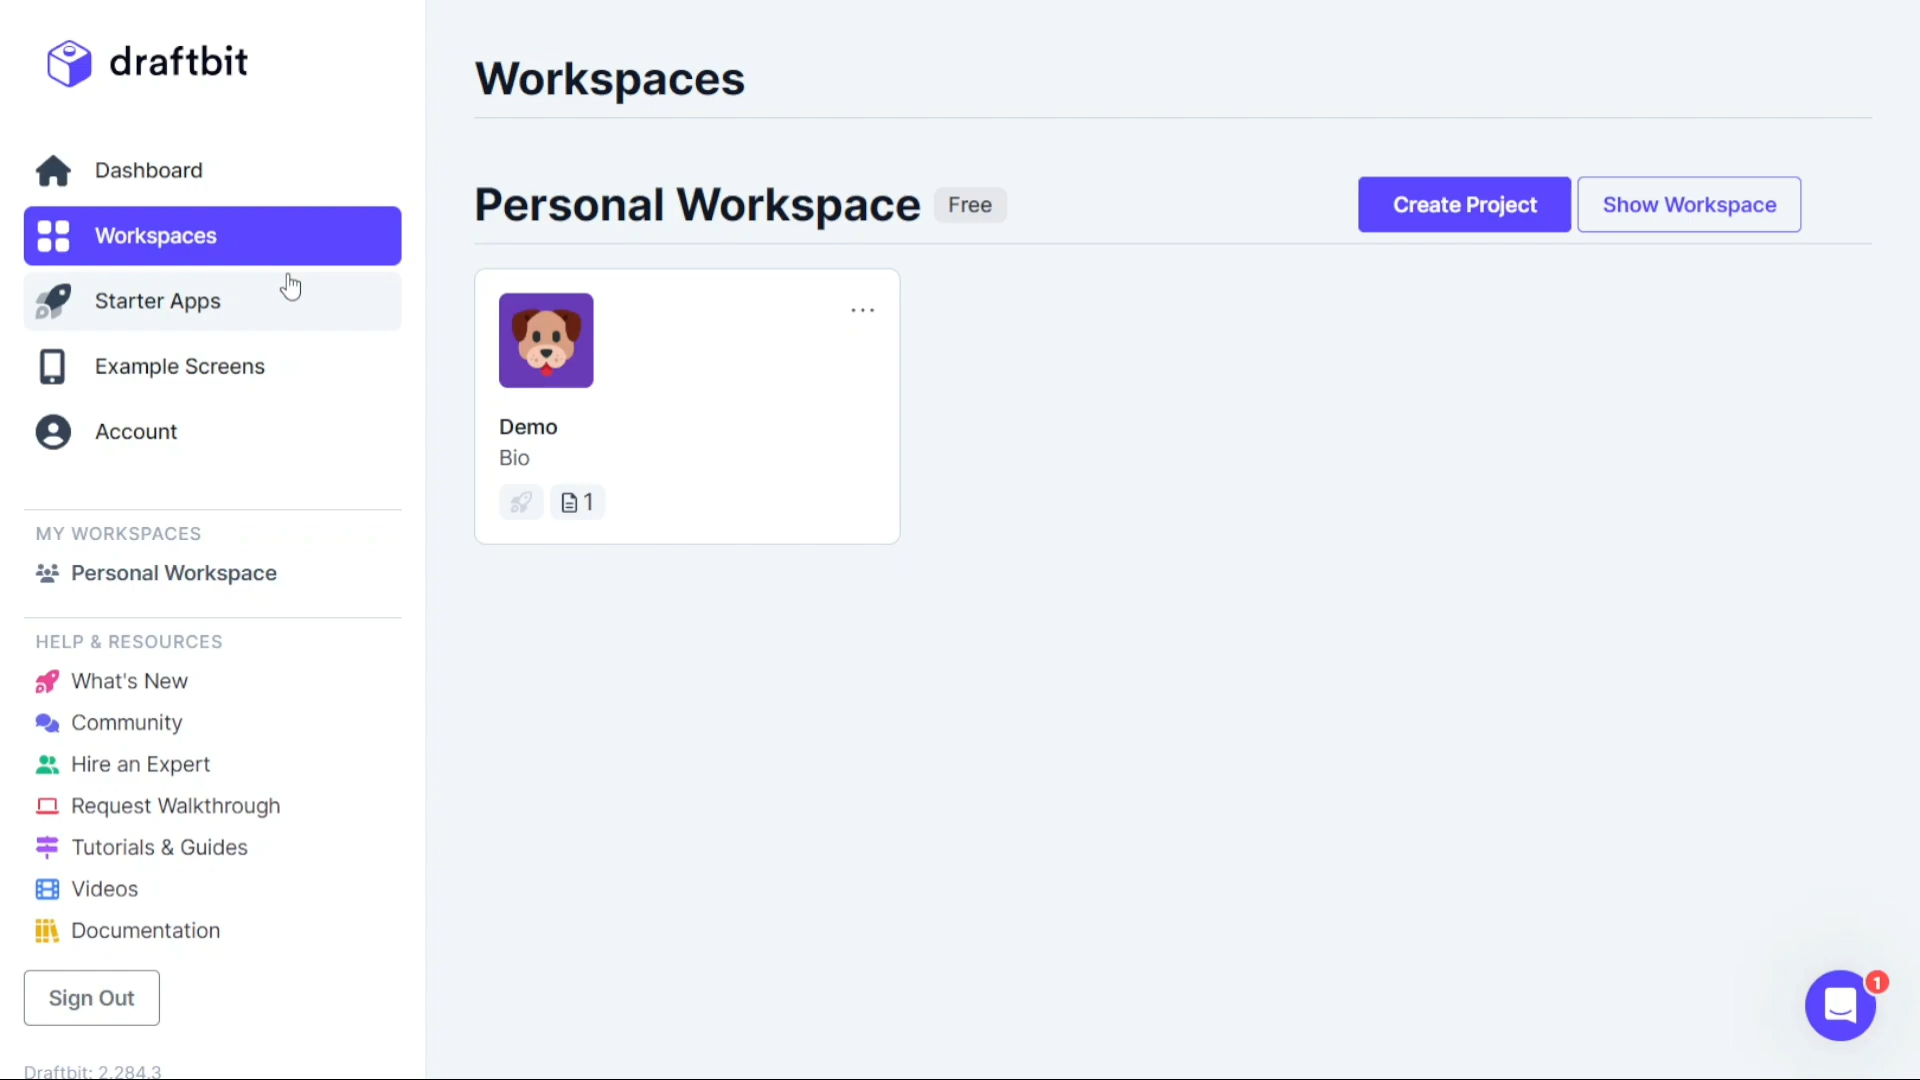 draftbit
Dashboard
Workspaces
Starter Apps
Example Screens
Account
MY WORKSPACES
Personal Workspace
HELP & RESOURCES
What's New
Community
Hire an Expert
Request Walkthrough
Tutorials & Guides
Videos
Documentation
Sign Out
Draftbit: 2.284.3
Workspaces
Personal Workspace Free
Create Project Show Workspace
Demo
Bio
1
1